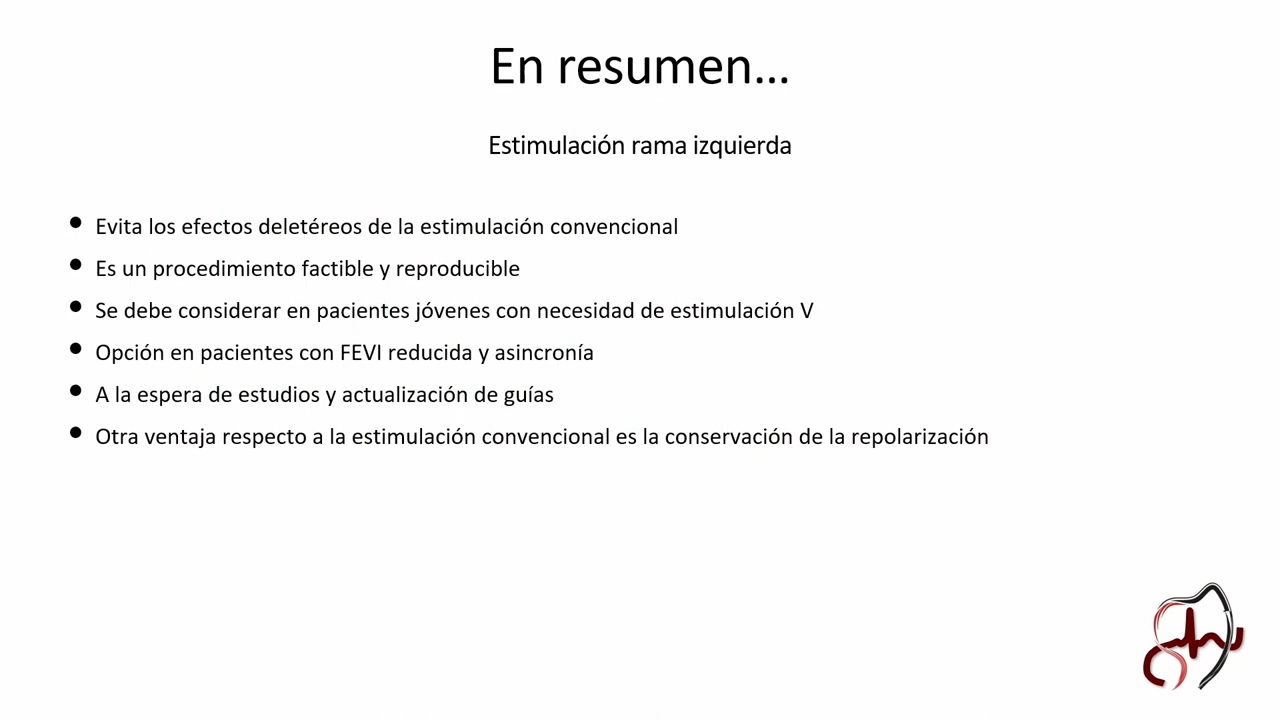 En resumen...
Estimulación rama izquierda
• Evita los efectos deletéreos de la estimulación convencional
• Es un procedimiento factible y reproducible
• Se debe considerar en pacientes jóvenes con necesidad de estimulación V
• Opción en pacientes con FEVI reducida y asincronía
• A la espera de estudios y actualización de guías
• Otra ventaja respecto a la estimulación convencional es la conservación de la repolarización